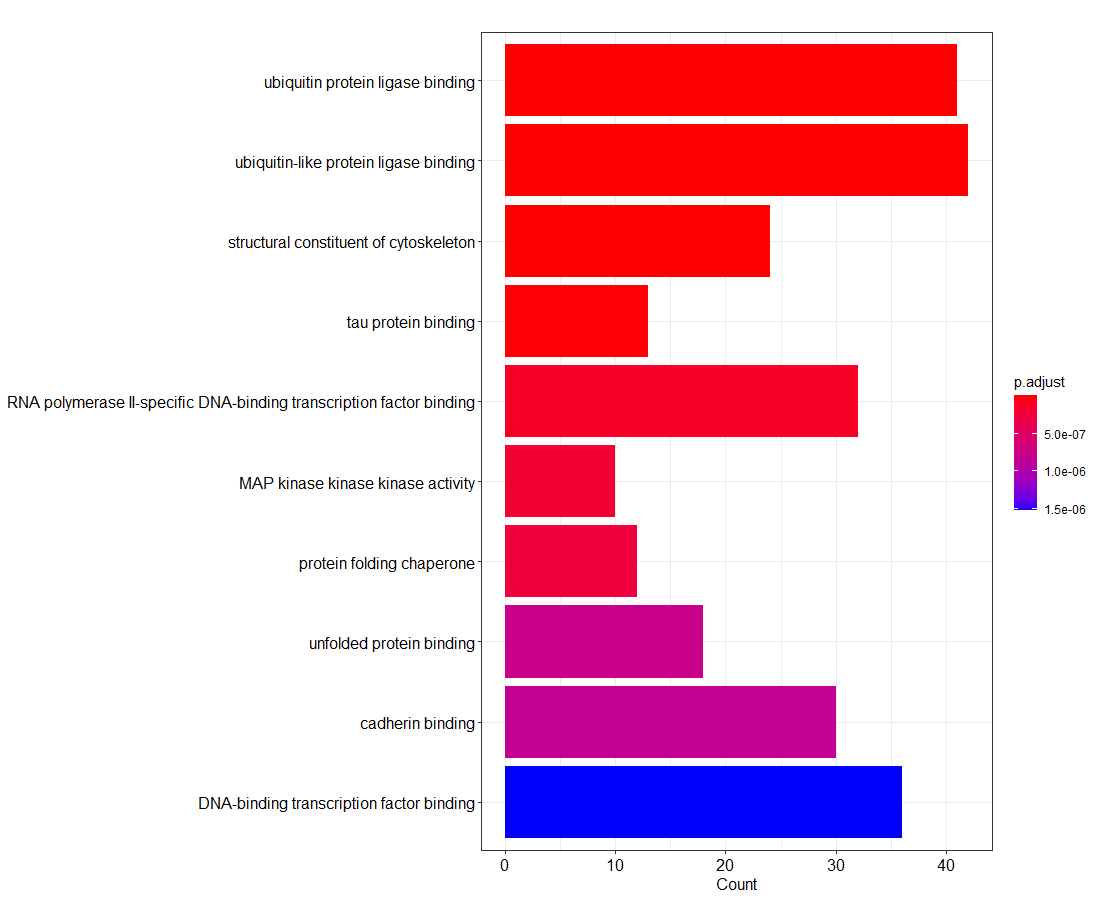 ubiquitin protein ligase binding
ubiquitin-like protein ligase binding
structural constituent of cytoskeleton
tau protein binding
RNA polymerase II-specific DNA-binding transcription factor binding
MAP kinase kinase kinase activity
protein folding chaperone
unfolded protein binding
cadherin binding
DNA-binding transcription factor binding
0 10 20 30 40
Count
p.adjust
5.0e-07
1.0e-06
1.5e-06